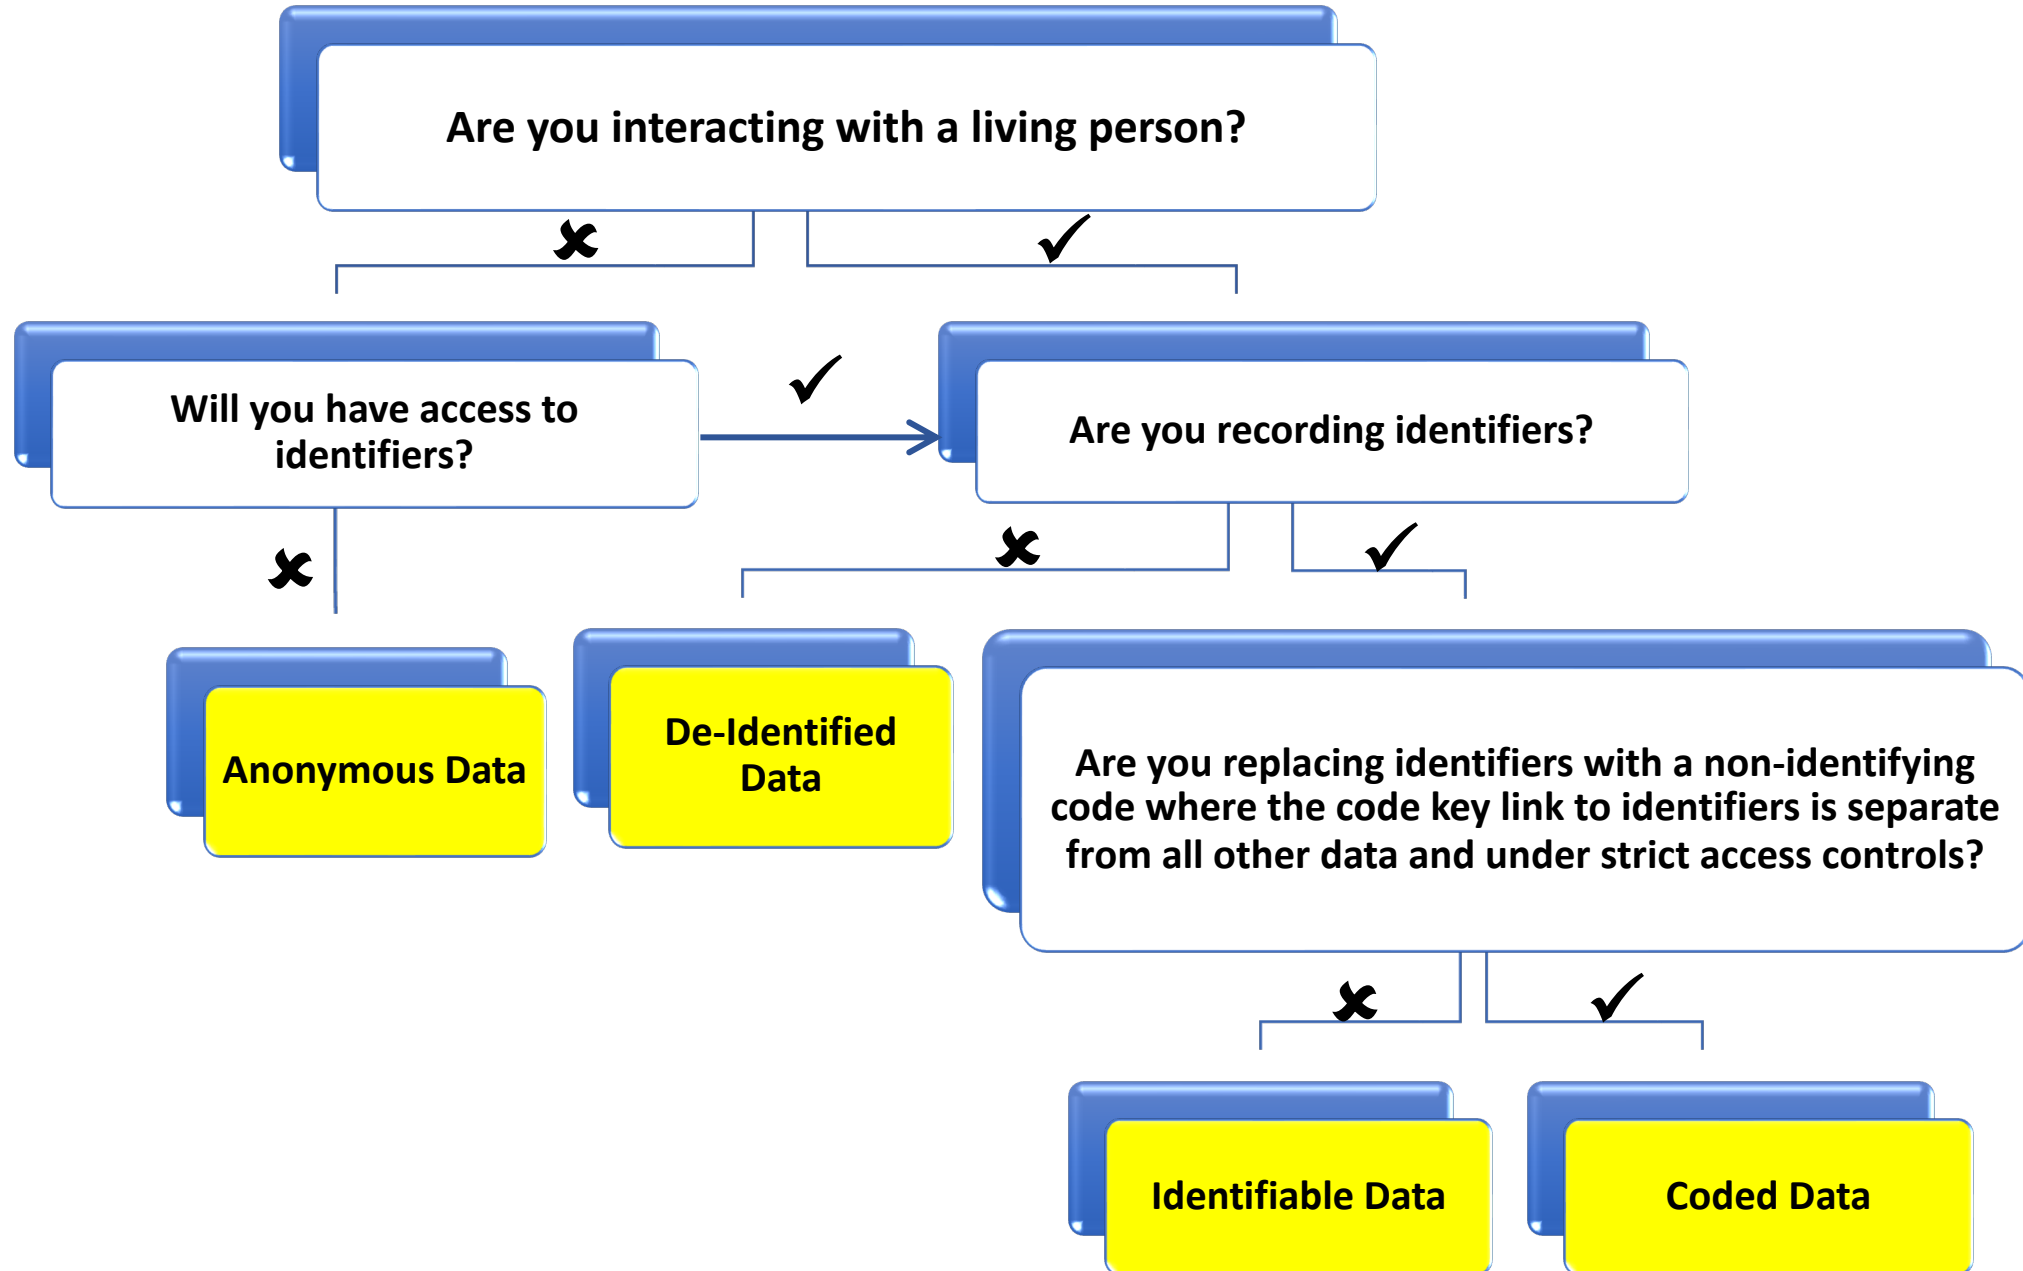 Are you interacting with a living person?
✘
✓
Will you have access to
identifiers?
✓
Are you recording identifiers?
✘
✘
✓
Anonymous Data
De-Identified
Data
Are you replacing identifiers with a non-identifying
code where the code key link to identifiers is separate
from all other data and under strict access controls?
✘
✓
Identifiable Data
Coded Data